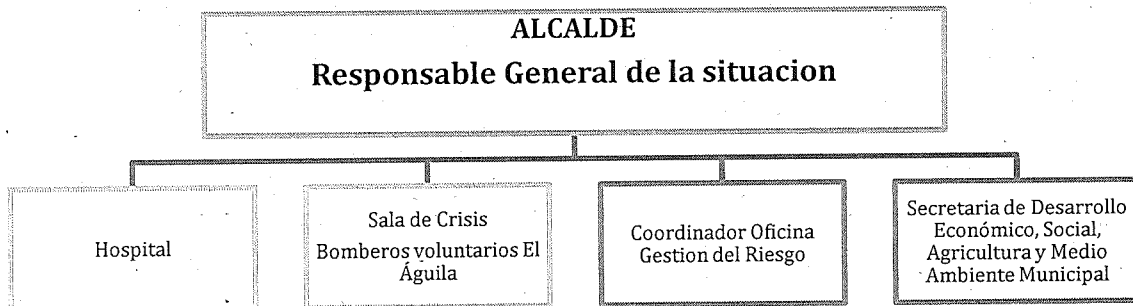 ALCALDE
Responsable General de la situacion
Hospital
Sala de Crisis
Bomberos voluntarios El
Águila
Coordinador Oficina
Gestion del Riesgo
Secretaria de Desarrollo
Económico, Social,
Agricultura y Medio
Ambiente Municipal